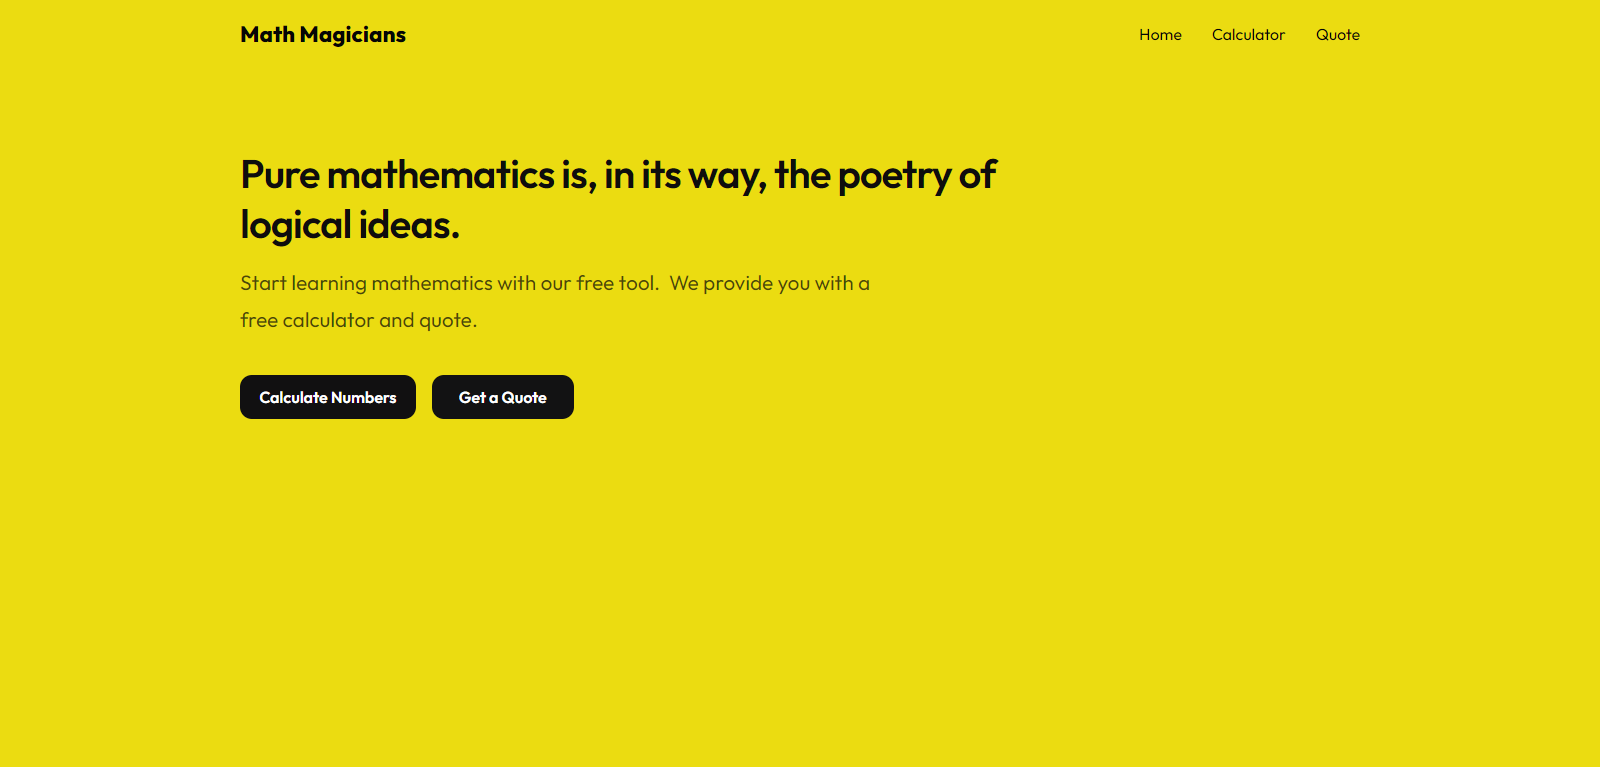 Math Magicians
Home Calculator Quote
Pure mathematics is, in its way, the poetry of
logical ideas.
Start learning mathematics with our free tool.  We provide you with a
free calculator and quote.
Calculate Numbers Get a Quote